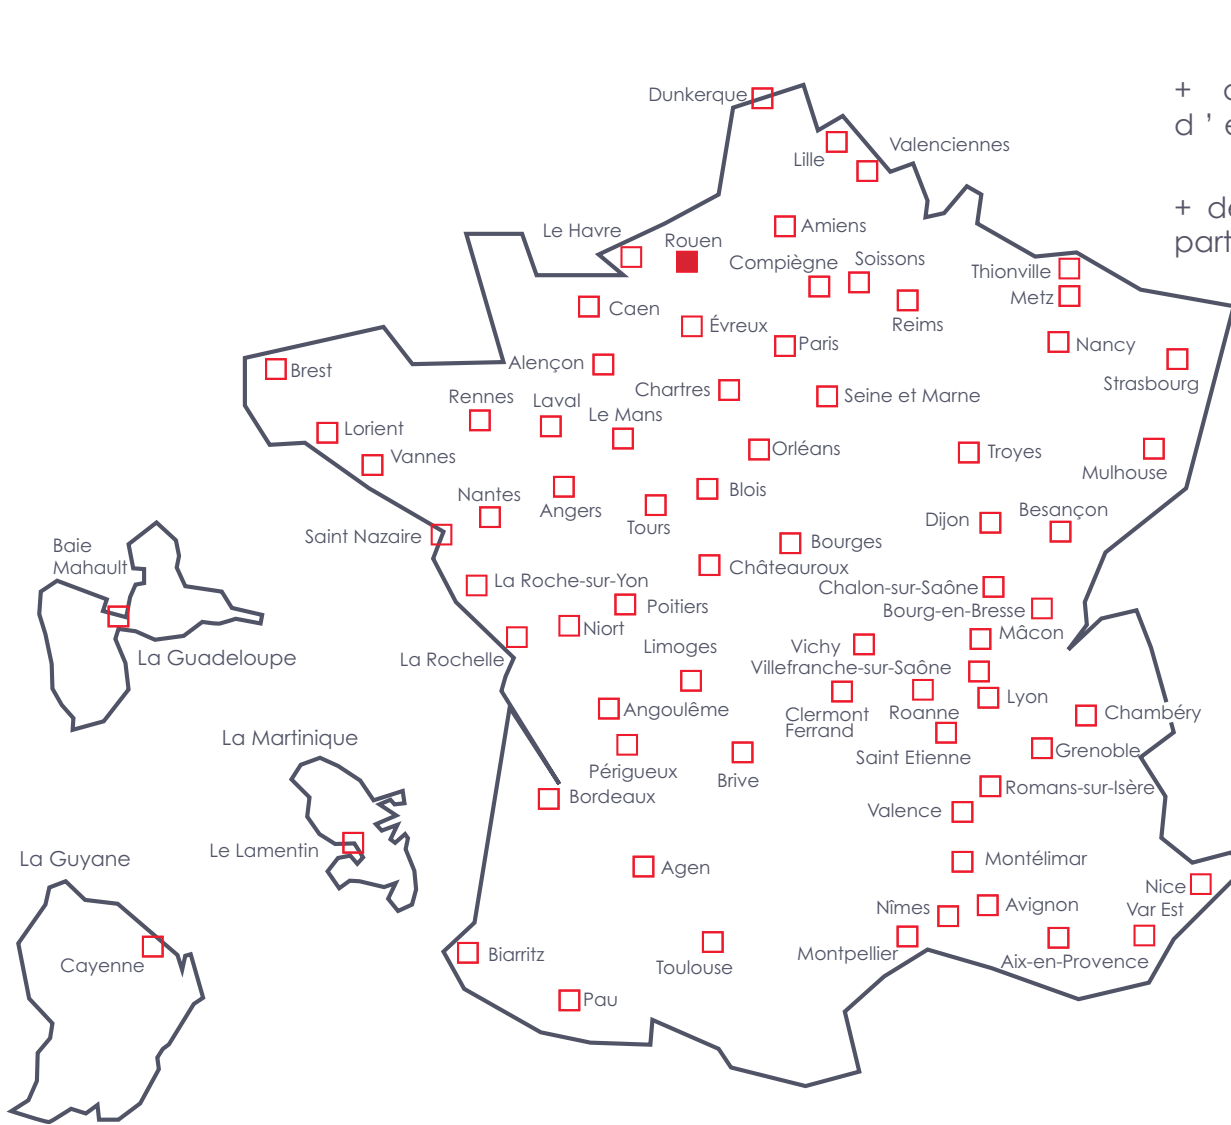 Dunkerque
+
d ' e
Lille
Valenciennes
+ de
part
Le Havre
Rouen
Amiens
Compiègne
Soissons
Thionville
Metz
Caen
Évreux
Reims
Paris
Nancy
Strasbourg
Alençon
Brest
Chartres
Seine et Marne
Rennes
Laval
Le Mans
Lorient
Vannes
Orléans
Troyes
Mulhouse
Nantes
Angers
Tours
Blois
Dijon
Besançon
Saint Nazaire
Bourges
Baie
Mahault
Châteauroux
La Roche-sur-Yon
Chalon-sur-Saône
Bourg-en-Bresse
Poitiers
Niort
Mâcon
La Guadeloupe
La Rochelle
Limoges
Vichy
Villefranche-sur-Saône
Lyon
Angoulême
Clermont
Ferrand
Roanne
Chambéry
La Martinique
Périgueux
Brive
Saint Etienne
Grenoble
Bordeaux
Romans-sur-Isère
Valence
Le Lamentin
La Guyane
Agen
Montélimar
Nice
Var Est
Nîmes
Avignon
Cayenne
Biarritz
Toulouse
Montpellier
Aix-en-Provence
Pau